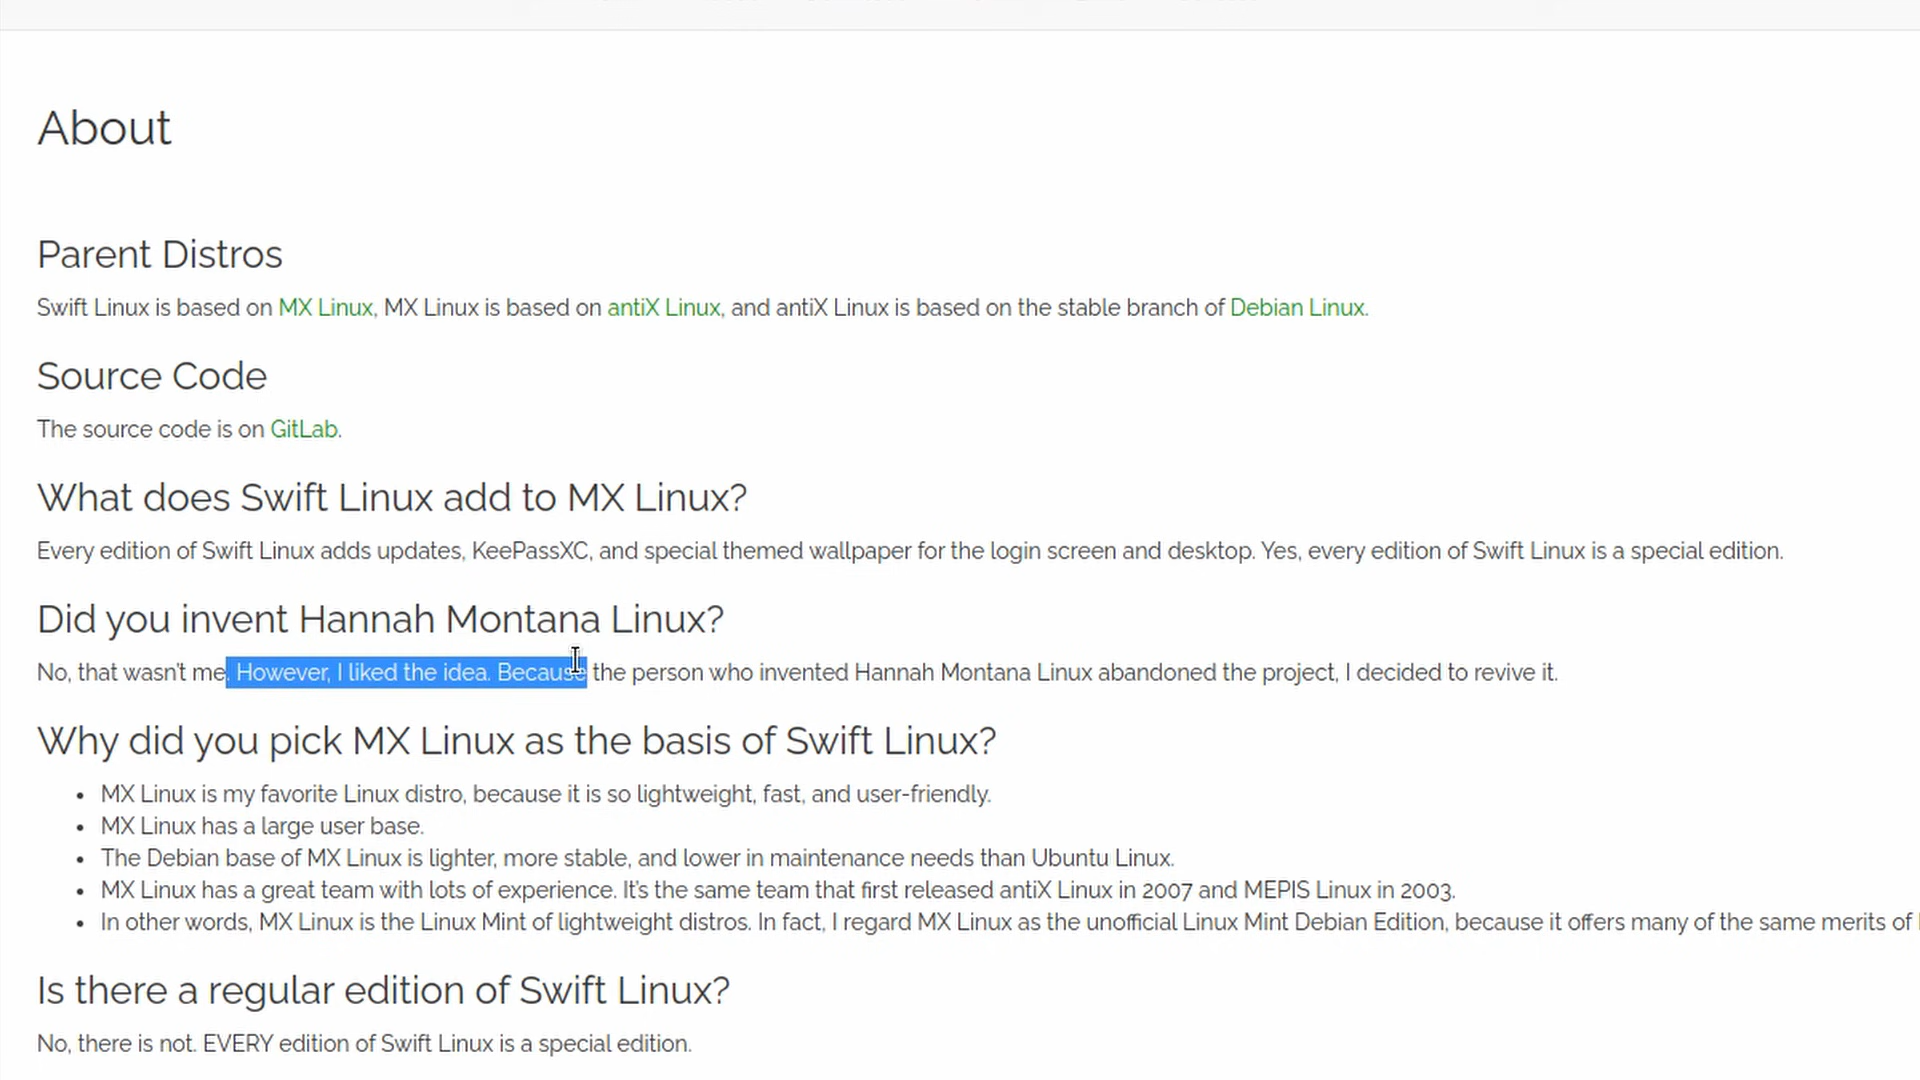 About
Parent Distros
Swift Linux is based on MX Linux, MX Linux is based on antiX Linux, and antiX Linux is based on the stable branch of Debian Linux.
Source Code
The source code is on GitLab.
What does Swift Linux add to MX Linux?
Every edition of Swift Linux adds updates, KeePassXC, and special themed wallpaper for the login screen and desktop. Yes, every edition of Swift Linux is a special edition.
Did you invent Hannah Montana Linux?
No, that wasn't me. However, I liked the idea. Because the person who invented Hannah Montana Linux abandoned the project, I decided to revive it.
Why did you pick MX Linux as the basis of Swift Linux?
• MX Linux is my favorite Linux distro, because it is so lightweight, fast, and user-friendly.
• MX Linux has a large user base.
• The Debian base of MX Linux is lighter, more stable, and lower in maintenance needs than Ubuntu Linux.
• MX Linux has a great team with lots of experience. It's the same team that first released antiX Linux in 2007 and MEPIS Linux in 2003.
• In other words, MX Linux is the Linux Mint of lightweight distros. In fact, I regard MX Linux as the unofficial Linux Mint Debian Edition, because it offers many of the same merits of
Is there a regular edition of Swift Linux?
No, there is not. EVERY edition of Swift Linux is a special edition.